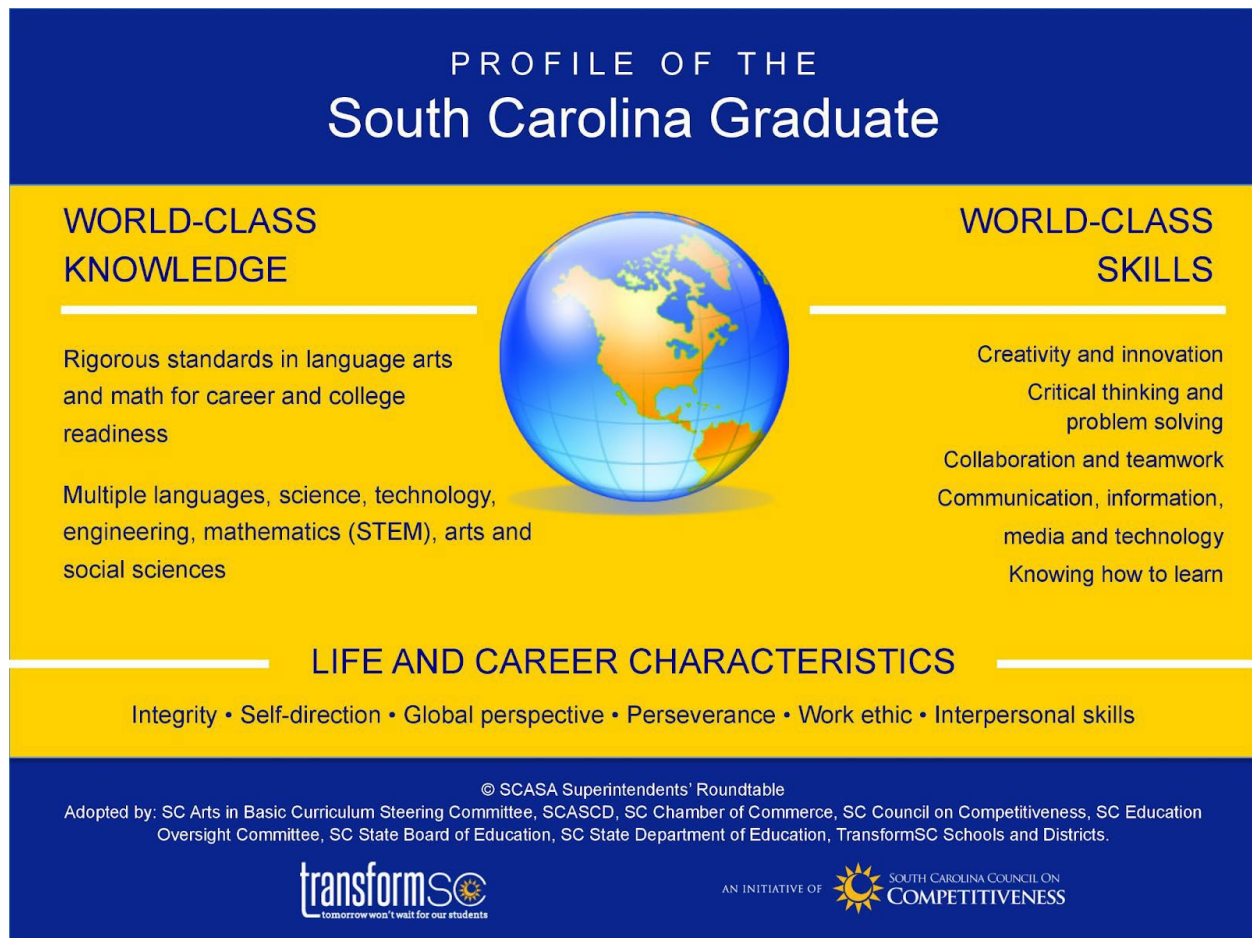 PROFILE OF THE
South Carolina Graduate
WORLD-CLASS
KNOWLEDGE
Rigorous standards in language arts
and math for career and college
readiness
Multiple languages, science, technology,
engineering, mathematics (STEM), arts and
social sciences
WORLD-CLASS
SKILLS
Creativity and innovation
Critical thinking and
problem solving
Collaboration and teamwork
Communication, information,
media and technology
Knowing how to learn
LIFE AND CAREER CHARACTERISTICS
Integrity • Self-direction • Global perspective • Perseverance • Work ethic • Interpersonal skills
© SCASA Superintendents' Roundtable
Adopted by: SC Arts in Basic Curriculum Steering Committee, SCASCD, SC Chamber of Commerce, SC Council on Competitiveness, SC Education
Oversight Committee, SC State Board of Education, SC State Department of Education, TransformSC Schools and Districts.
transformSC
tomorrow won't wait for our students
AN INITIATIVE OF
SOUTH CAROLINA COUNCIL ON
COMPETITIVENESS